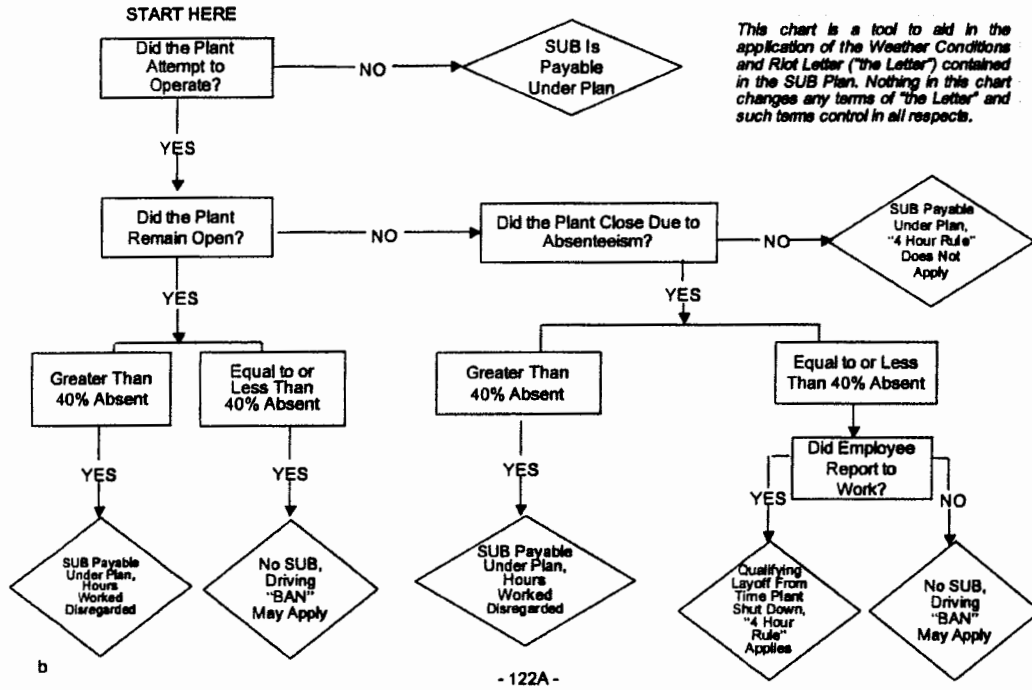 START HERE
Did the Plant
Attempt to
Operate?
NO
SUB Is
Payable
Under Plan
This chart is a tool to aid in the
application of the Weather Conditions
and Riot Letter ("the Letter") contained
in the SUB Plan. Nothing in this chart
changes any terms of "the Letter" and
such terms control in all respects.
YES
Did the Plant
Remain Open?
NO
Did the Plant Close Due to
Absenteeism?
NO
SUB Payable
Under Plan,
"4 Hour Rule"
Does Not
Apply
YES
YES
Greater Than
40% Absent
Equal to or
Less Than
40% Absent
Greater Than
40% Absent
Equal to or Less
Than 40% Absent
YES
YES
YES
Did Employee
Report to
Work?
YES
NO
SUB Payable
Under Plan,
Hours
Worked
Disregarded
No SUB,
Driving
"BAN"
May Apply
SUB Payable
Under Plan,
Hours
Worked
Disregarded
Qualifying
Layoff From
Time Plant
Shut Down,
"4 Hour
Rule"
Applies
No SUB,
Driving
"BAN"
May Apply
b
- 122A -